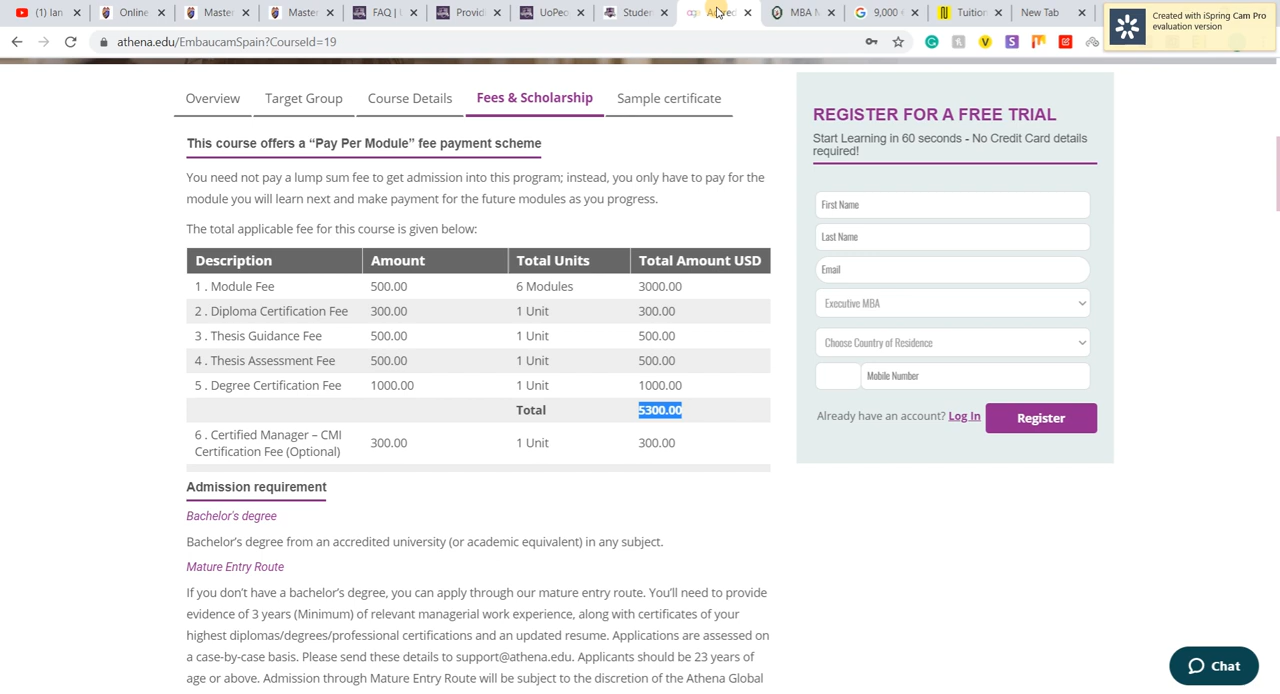 (1) Ian
Online
Master
Master
FAQ | U
Provid
UoPeo
Studen
MBA M
9,000 €
Tuition
New Tab
Created with iSpring Cam Pro
evaluation version
athena.edu/EmbaucamSpain?CourseId=19
Overview
Target Group
Course Details
Fees & Scholarship
Sample certificate
This course offers a “Pay Per Module” fee payment scheme
You need not pay a lump sum fee to get admission into this program; instead, you only have to pay for the
module you will learn next and make payment for the future modules as you progress.
The total applicable fee for this course is given below:
Description Amount Total Units Total Amount USD
1 . Module Fee 500.00 6 Modules 3000.00
2 . Diploma Certification Fee 300.00 1 Unit 300.00
3 . Thesis Guidance Fee 500.00 1 Unit 500.00
4 . Thesis Assessment Fee 500.00 1 Unit 500.00
5 . Degree Certification Fee 1000.00 1 Unit 1000.00
Total 5300.00
6 . Certified Manager – CMI
Certification Fee (Optional) 300.00 1 Unit 300.00
Admission requirement
Bachelor's degree
Bachelor’s degree from an accredited university (or academic equivalent) in any subject.
Mature Entry Route
If you don’t have a bachelor’s degree, you can apply through our mature entry route. You’ll need to provide
evidence of 3 years (Minimum) of relevant managerial work experience, along with certificates of your
highest diplomas/degrees/professional certifications and an updated resume. Applications are assessed on
a case-by-case basis. Please send these details to support@athena.edu. Applicants should be 23 years of
age or above. Admission through Mature Entry Route will be subject to the discretion of the Athena Global
REGISTER FOR A FREE TRIAL
Start Learning in 60 seconds - No Credit Card details
required!
First Name
Last Name
Email
Executive MBA
Choose Country of Residence
Mobile Number
Already have an account? Log In
Register
Chat